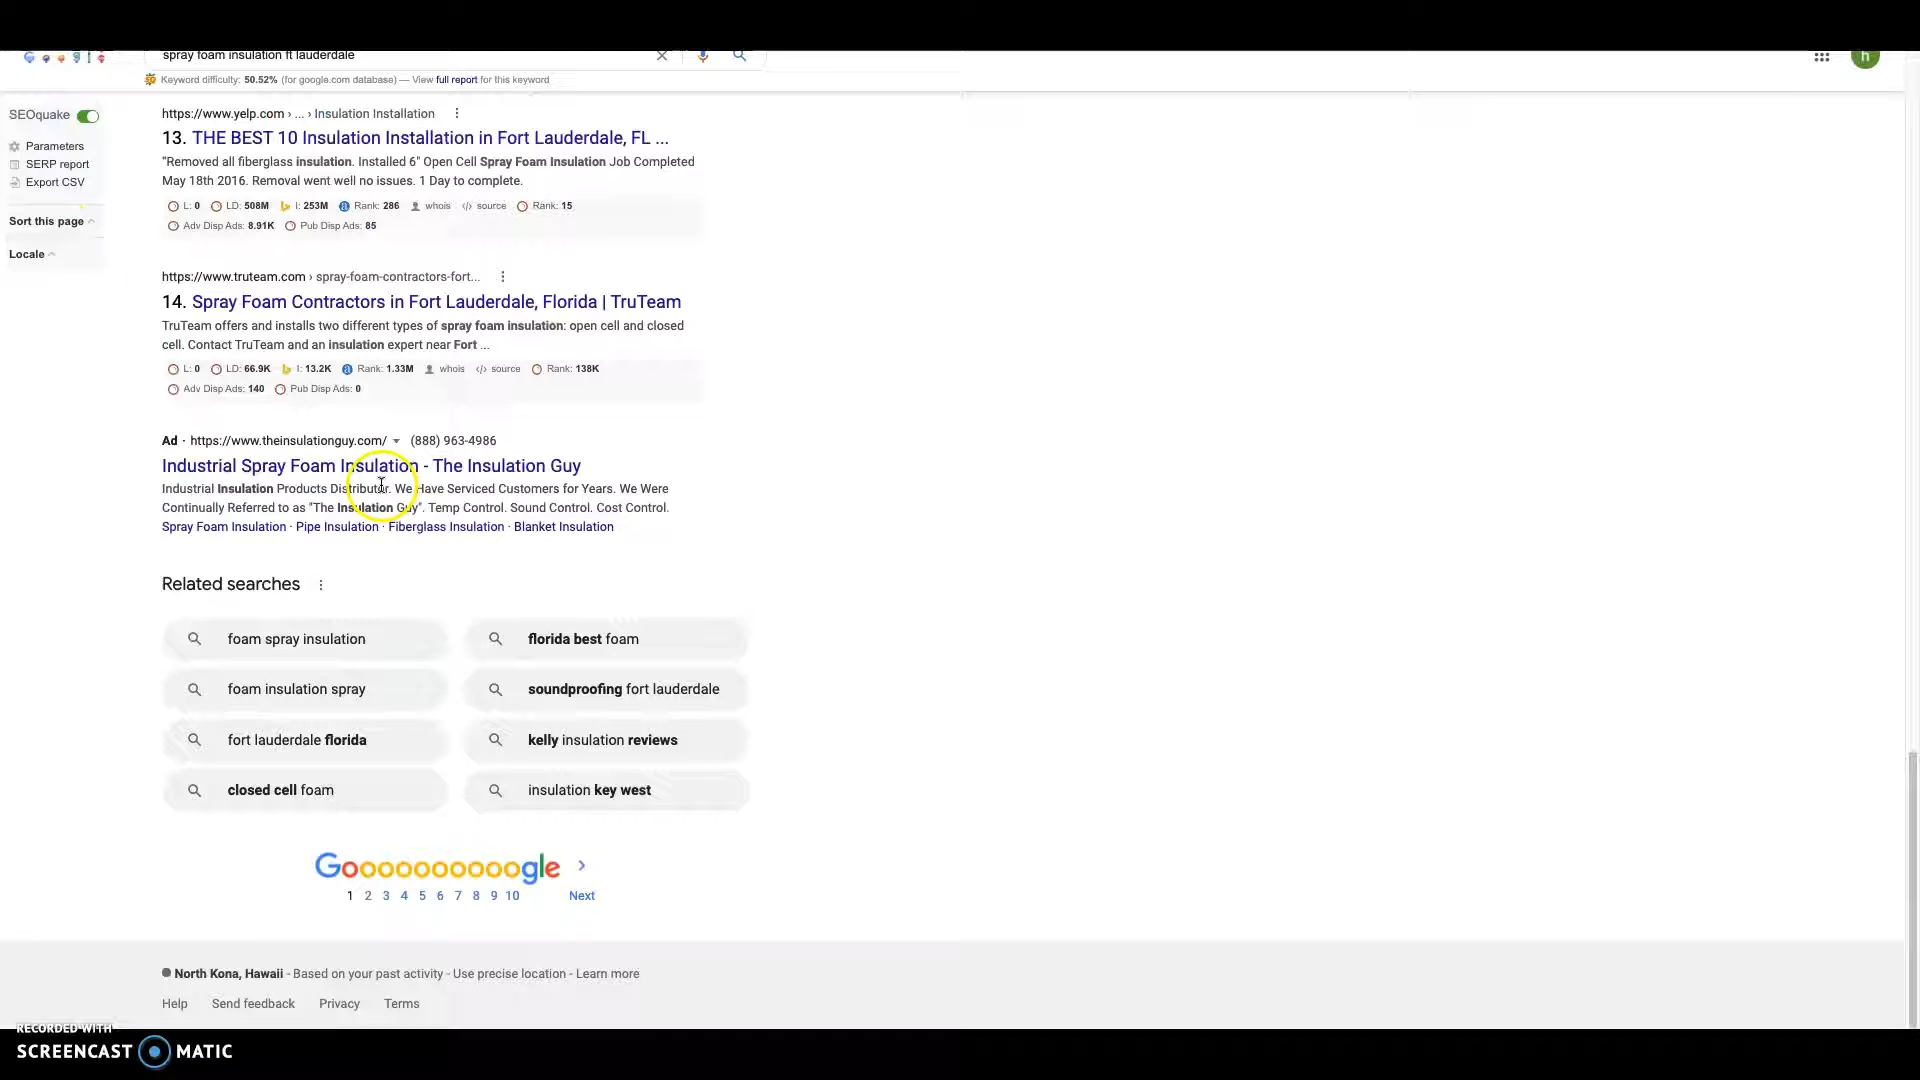 spray foam insulation ft lauderdale
h
Keyword difficulty: 50.52% (for google.com database) — View full report for this keyword
SEOquake
Parameters
SERP report
Export CSV
Sort this page
Locale
https://www.yelp.com › ... › Insulation Installation
13. THE BEST 10 Insulation Installation in Fort Lauderdale, FL ...
"Removed all fiberglass insulation. Installed 6" Open Cell Spray Foam Insulation Job Completed
May 18th 2016. Removal went well no issues. 1 Day to complete.
L: 0 LD: 508M I: 253M Rank: 286 whois </> source Rank: 15
Adv Disp Ads: 8.91K Pub Disp Ads: 85
https://www.truteam.com › spray-foam-contractors-fort...
14. Spray Foam Contractors in Fort Lauderdale, Florida | TruTeam
TruTeam offers and installs two different types of spray foam insulation: open cell and closed
cell. Contact TruTeam and an insulation expert near Fort ...
L: 0 LD: 66.9K I: 13.2K Rank: 1.33M whois </> source Rank: 138K
Adv Disp Ads: 140 Pub Disp Ads: 0
Ad · https://www.theinsulationguy.com/ (888) 963-4986
Industrial Spray Foam Insulation - The Insulation Guy
Industrial Insulation Products Distributor. We Have Serviced Customers for Years. We Were
Continually Referred to as "The Insulation Guy". Temp Control. Sound Control. Cost Control.
Spray Foam Insulation · Pipe Insulation · Fiberglass Insulation · Blanket Insulation
Related searches
foam spray insulation
florida best foam
foam insulation spray
soundproofing fort lauderdale
fort lauderdale florida
kelly insulation reviews
closed cell foam
insulation key west
Goooooooooogle
1 2 3 4 5 6 7 8 9 10 Next
North Kona, Hawaii - Based on your past activity - Use precise location - Learn more
Help Send feedback Privacy Terms
RECORDED WITH
SCREENCAST MATIC